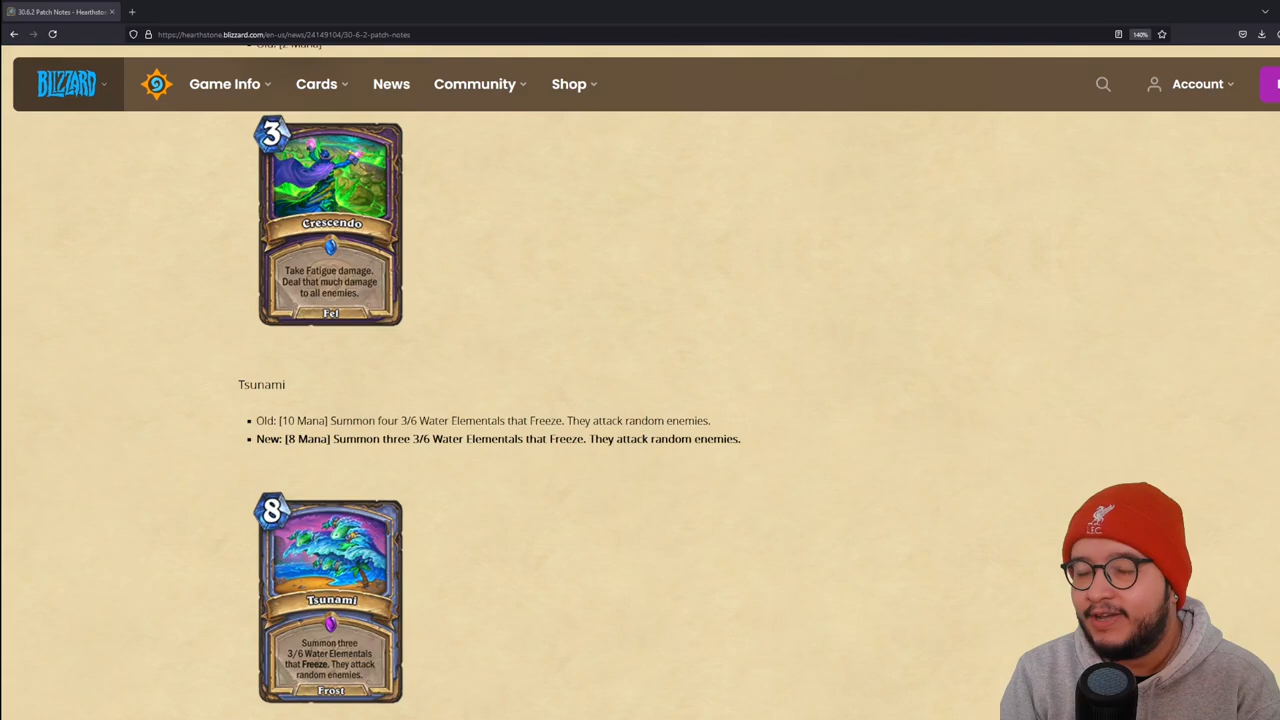 30.6.2 Patch Notes - Hearthston
https://hearthstone.blizzard.com/en-us/news/24149104/30-6-2-patch-notes
140%
Old: [2 Mana]
BLIZZARD
Game Info
Cards
News
Community
Shop
Account
3
Crescendo
Take Fatigue damage.
Deal that much damage
to all enemies.
Fel
Tsunami
Old: [10 Mana] Summon four 3/6 Water Elementals that Freeze. They attack random enemies.
New: [8 Mana] Summon three 3/6 Water Elementals that Freeze. They attack random enemies.
8
Tsunami
Summon three
3/6 Water Elementals
that Freeze. They attack
random enemies.
Frost
L.F.C.